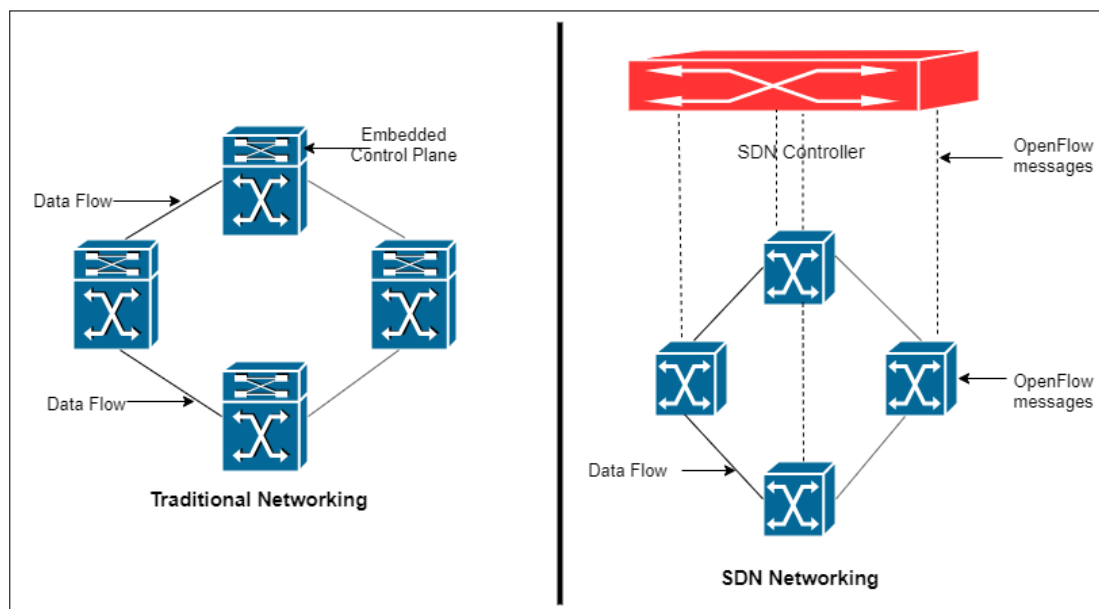 Embedded
Control Plane
Data Flow
Data Flow
Traditional Networking
SDN Controller
OpenFlow
messages
OpenFlow
messages
Data Flow
SDN Networking